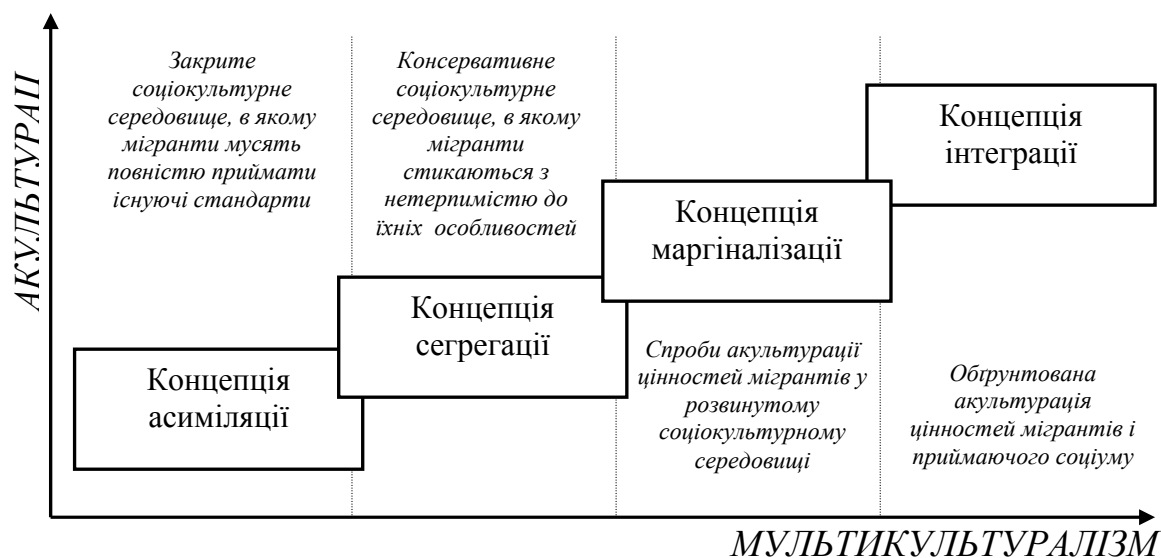 АКУЛЬТУРАЦІЇ
Закрите
соціокультурне
середовище, в якому
мігранти мусять
повністю приймати
існуючі стандарти
Консервативне
соціокультурне
середовище, в якому
мігранти
стикаються з
нетерпимістю до
їхніх особливостей
Концепція
інтеграції
Концепція
маргіналізації
Концепція
сегрегації
Концепція
асиміляції
Спроби акультурації
цінностей мігрантів у
розвинутому
соціокультурному
середовищі
Обґрунтована
акультурація
цінностей мігрантів і
приймаючого соціуму
МУЛЬТИКУЛЬТУРАЛІЗМ